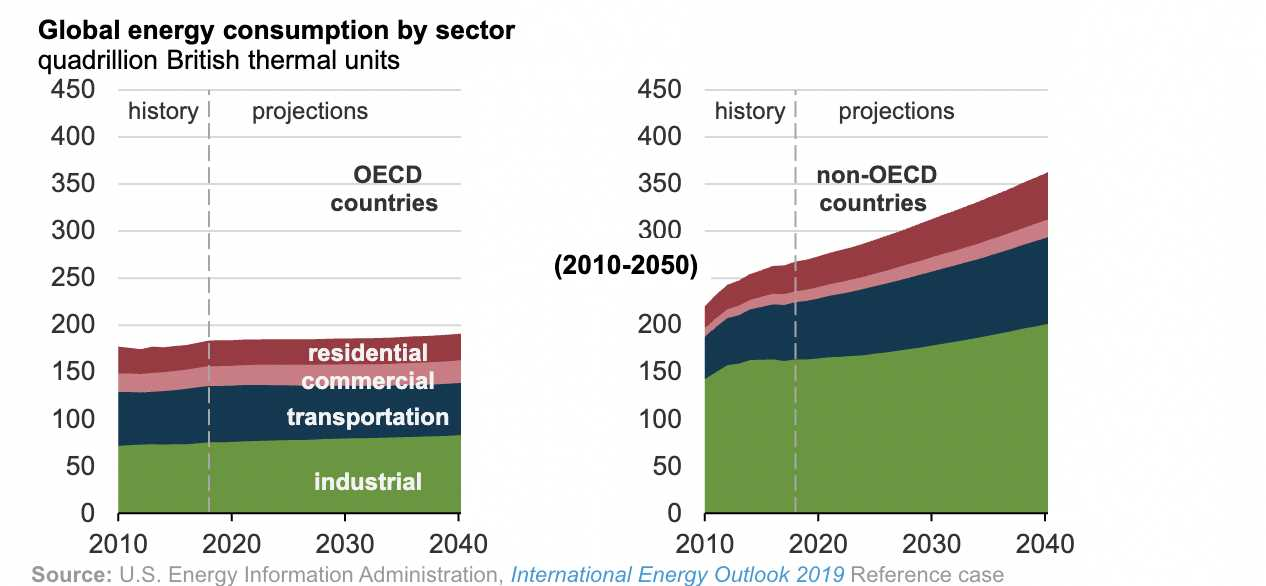 Global energy consumption by sector
quadrillion British thermal units
450
400
350
300
250
200
150
100
50
0
history
projections
OECD
countries
residential
commercial
transportation
industrial
2010
2020
2030
2040
(2010-2050)
450
400
350
300
200
150
100
50
0
history
projections
non-OECD
countries
2010
2020
2030
2040
Source: U.S. Energy Information Administration, International Energy Outlook 2019 Reference case